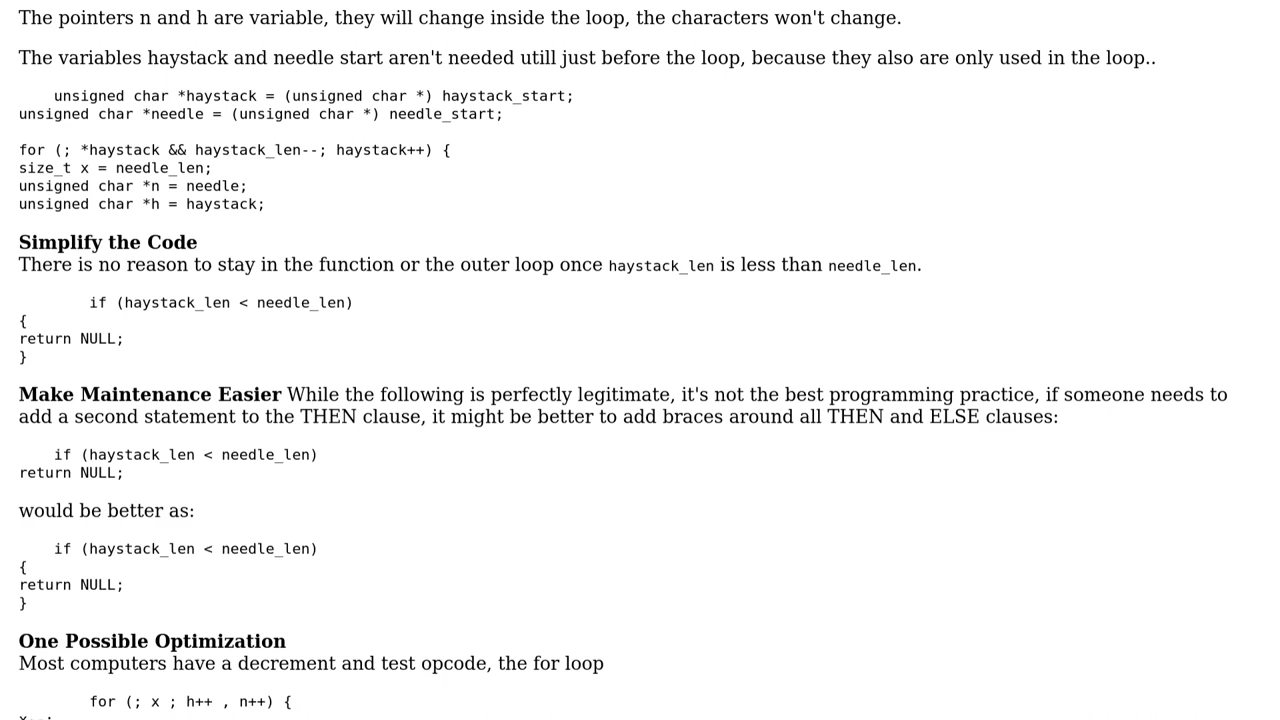 The pointers n and h are variable, they will change inside the loop, the characters won't change.
The variables haystack and needle start aren't needed utill just before the loop, because they also are only used in the loop..
unsigned char *haystack = (unsigned char *) haystack_start;
unsigned char *needle = (unsigned char *) needle_start;
for (; *haystack && haystack_len--; haystack++) {
size_t x = needle_len;
unsigned char *n = needle;
unsigned char *h = haystack;
Simplify the Code
There is no reason to stay in the function or the outer loop once haystack_len is less than needle_len.
if (haystack_len < needle_len)
{
return NULL;
}
Make Maintenance Easier While the following is perfectly legitimate, it's not the best programming practice, if someone needs to
add a second statement to the THEN clause, it might be better to add braces around all THEN and ELSE clauses:
if (haystack_len < needle_len)
return NULL;
would be better as:
if (haystack_len < needle_len)
{
return NULL;
}
One Possible Optimization
Most computers have a decrement and test opcode, the for loop
for (; x ; h++ , n++) {